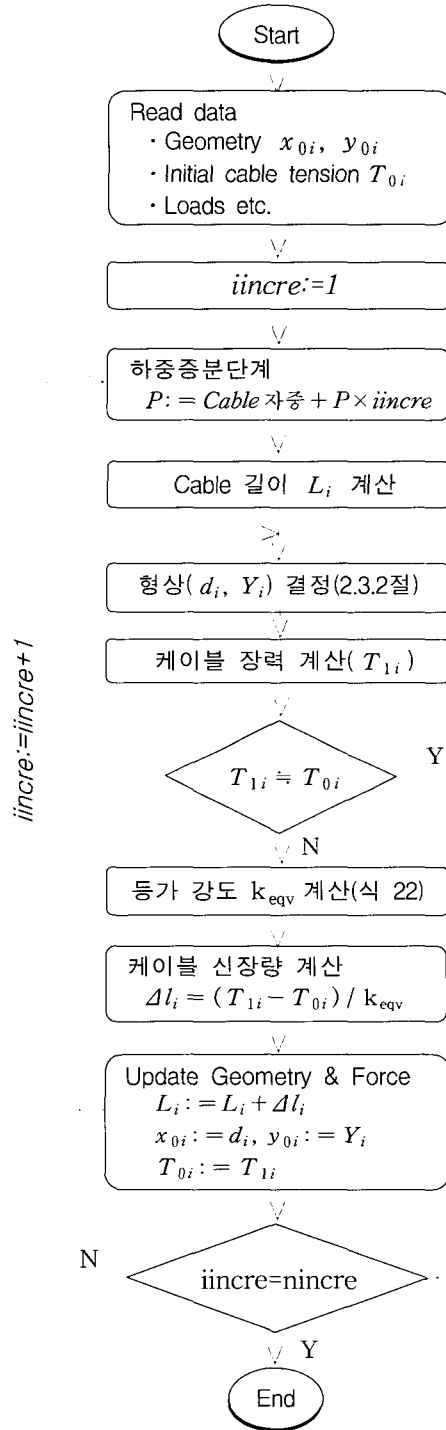 Start
Read data
· Geometry x0i, y0i
· Initial cable tension T0i
· Loads etc.
iincre:=1
하중증분단계
P:= Cable 자중 + P×iincre
Cable 길이 Li 계산
형상( di, Yi) 결정(2.3.2절)
케이블 장력 계산( T1i )
iincre:=iincre+1
T1i ≒ T0i
Y
N
등가 강도 keqv 계산(식 22)
케이블 신장량 계산
Δli = ( T1i − T0i ) / keqv
Update Geometry & Force
Li := Li + Δli
x0i := di, y0i := Yi
T0i := T1i
N
iincre=nincre
Y
End